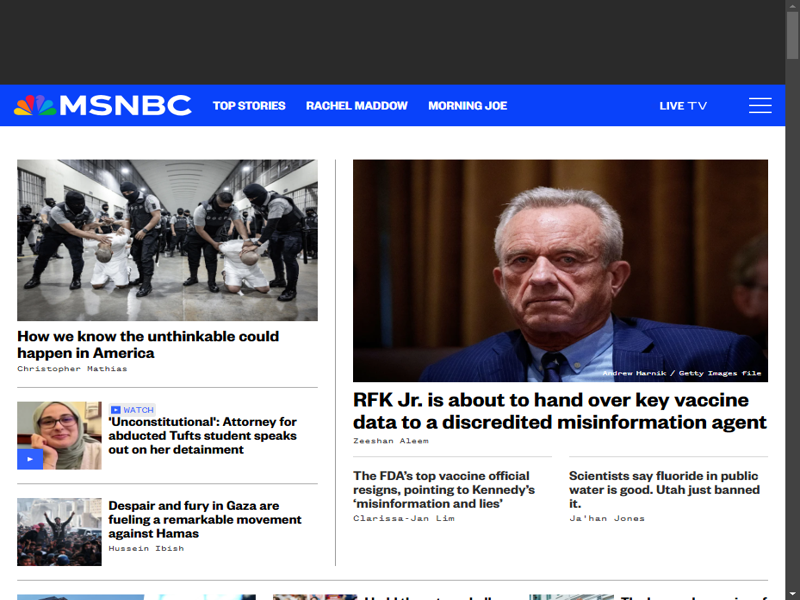 MSNBC
TOP STORIES
RACHEL MADDOW
MORNING JOE
LIVE TV
How we know the unthinkable could
happen in America
Christopher Mathias
WATCH
'Unconstitutional': Attorney for
abducted Tufts student speaks
out on her detainment
Despair and fury in Gaza are
fueling a remarkable movement
against Hamas
Hussein Ibish
Andrew Harnik / Getty Images file
RFK Jr. is about to hand over key vaccine
data to a discredited misinformation agent
Zeeshan Aleem
The FDA's top vaccine official
resigns, pointing to Kennedy's
‘misinformation and lies’
Clarissa-Jan Lim
Scientists say fluoride in public
water is good. Utah just banned
it.
Ja'han Jones